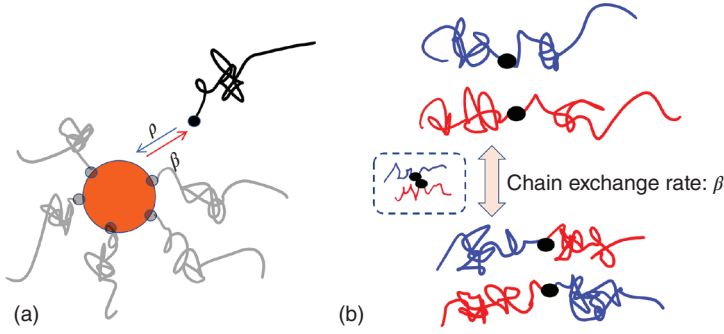 (a)
ρ
β
(b)
Chain exchange rate: β